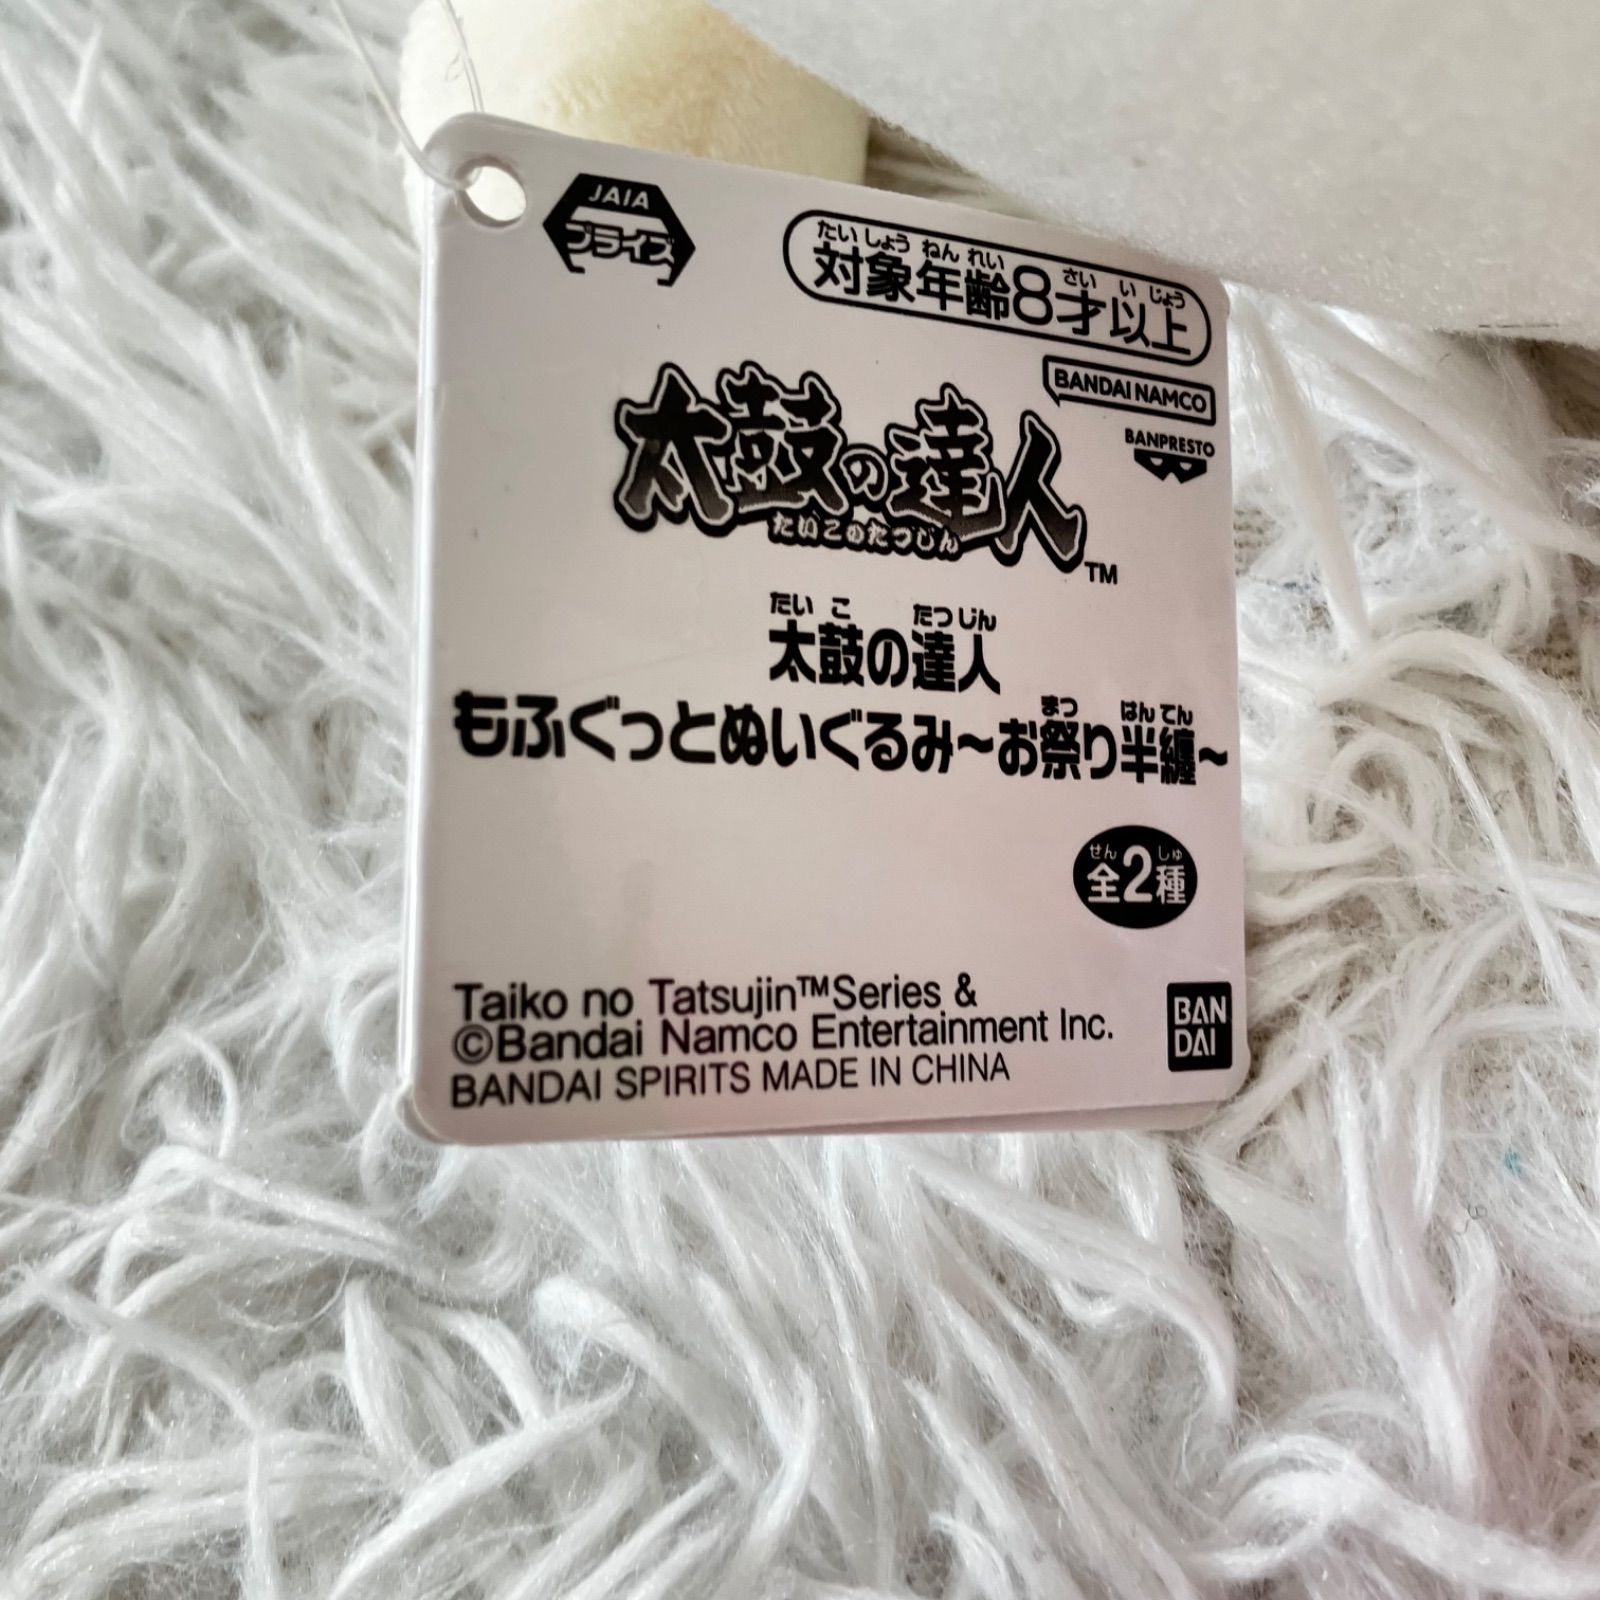 JAIA
プライズ
たいしょうねんれい さいいじょう
対象年齢8才以上
BANDAI NAMCO
BANPRESTO
太鼓の達人
たいこのたつじん
TM
たいこ たつじん
太鼓の達人
まつ はんてん
もふぐっとぬいぐるみ～お祭り半纏～
ぜん しゅ
全2種
Taiko no Tatsujin™Series &
©Bandai Namco Entertainment Inc.
BANDAI SPIRITS MADE IN CHINA
BAN
DAI